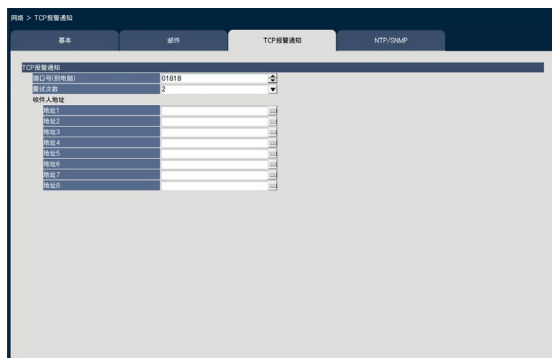 网络 > TCP报警通知
基本 邮件 TCP报警通知 NTP/SNMP
TCP报警通知
端口号(到电脑) 01818
重试次数 2
收件人地址
地址1
地址2
地址3
地址4
地址5
地址6
地址7
地址8